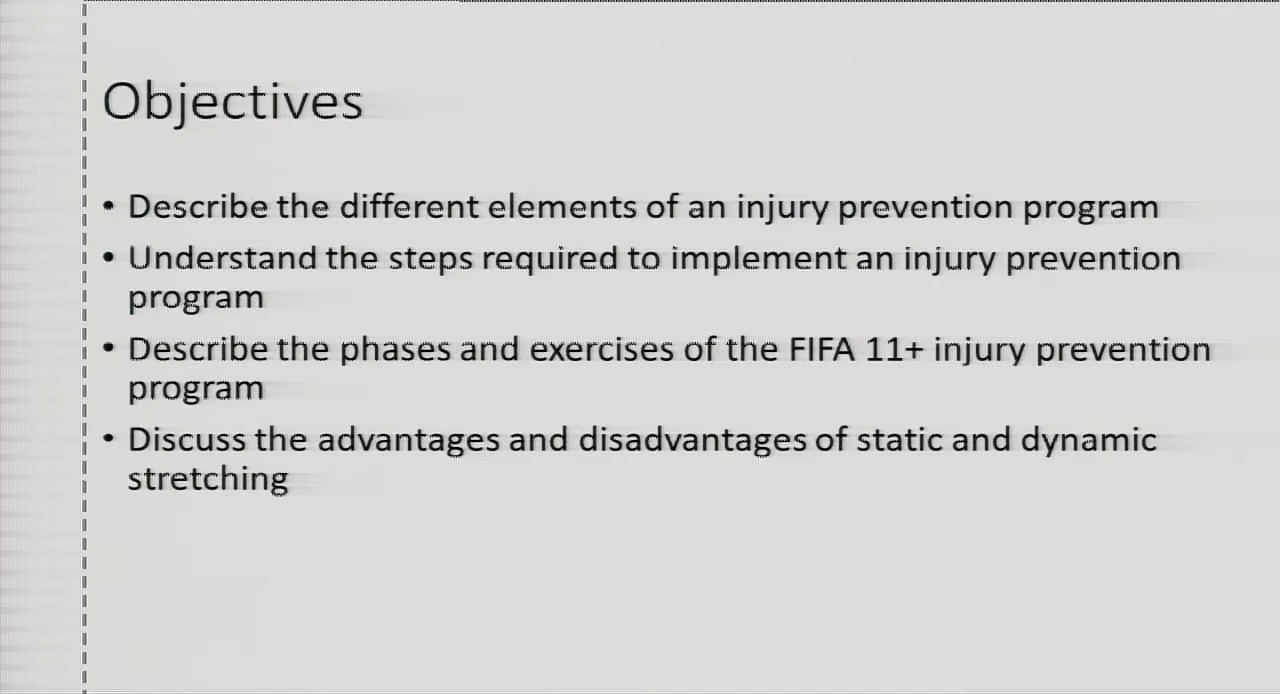 Objectives
• Describe the different elements of an injury prevention program
• Understand the steps required to implement an injury prevention
program
• Describe the phases and exercises of the FIFA 11+ injury prevention
program
• Discuss the advantages and disadvantages of static and dynamic
stretching